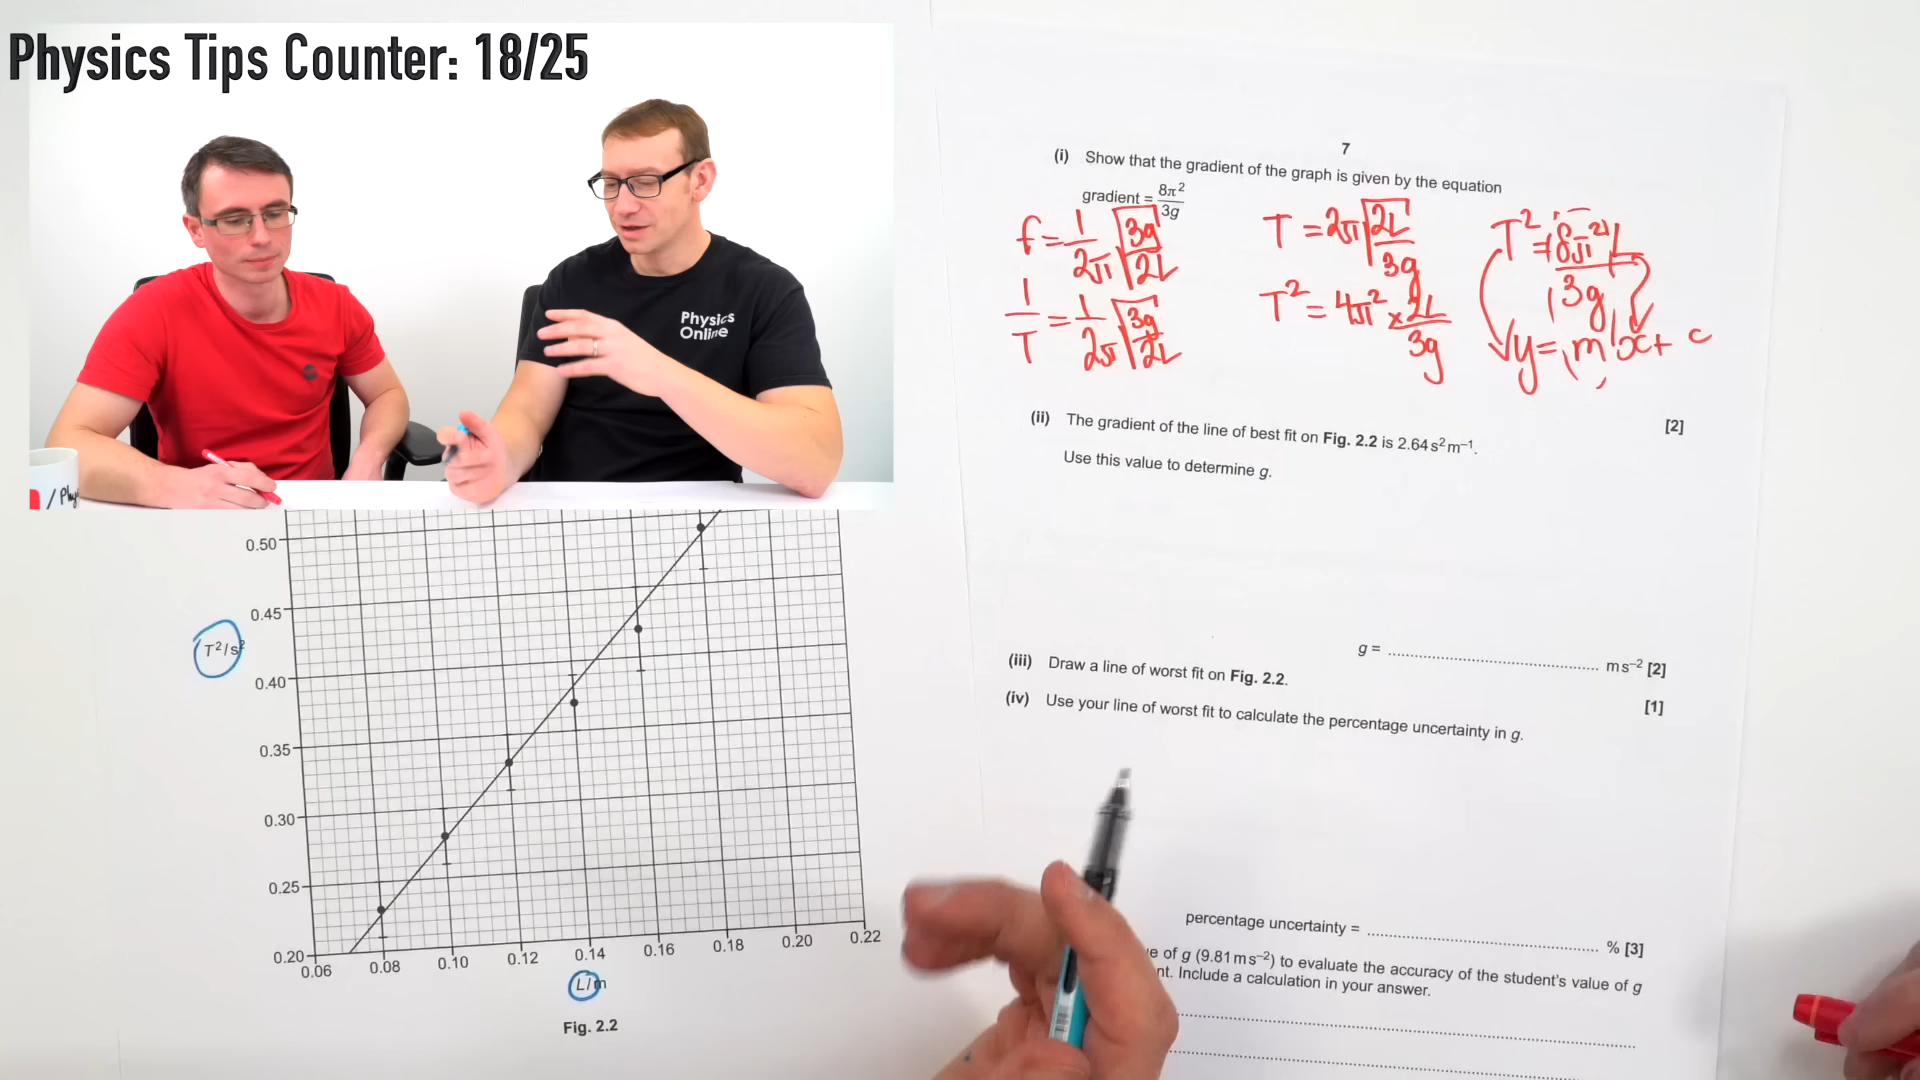 Physics Tips Counter: 18/25
Physics
Online
7
(i) Show that the gradient of the graph is given by the equation
gradient = 8π²/3g
f = 1/2π √3g/2L
1/T = 1/2π √3g/2L
T = 2π √2L/3g
T² = 4π² × 2L/3g
T² = 8π²L/3g
y = mx + c
[2]
(ii) The gradient of the line of best fit on Fig. 2.2 is 2.64 s² m⁻¹.
Use this value to determine g.
g = ........................................ m s⁻² [2]
(iii) Draw a line of worst fit on Fig. 2.2.
[1]
(iv) Use your line of worst fit to calculate the percentage uncertainty in g.
percentage uncertainty = ........................................ % [3]
of g (9.81 m s⁻²) to evaluate the accuracy of the student's value of g
Include a calculation in your answer.
0.50
0.45
T²/s²
0.40
0.35
0.30
0.25
0.20
0.06 0.08 0.10 0.12 0.14 0.16 0.18 0.20 0.22
L/m
Fig. 2.2